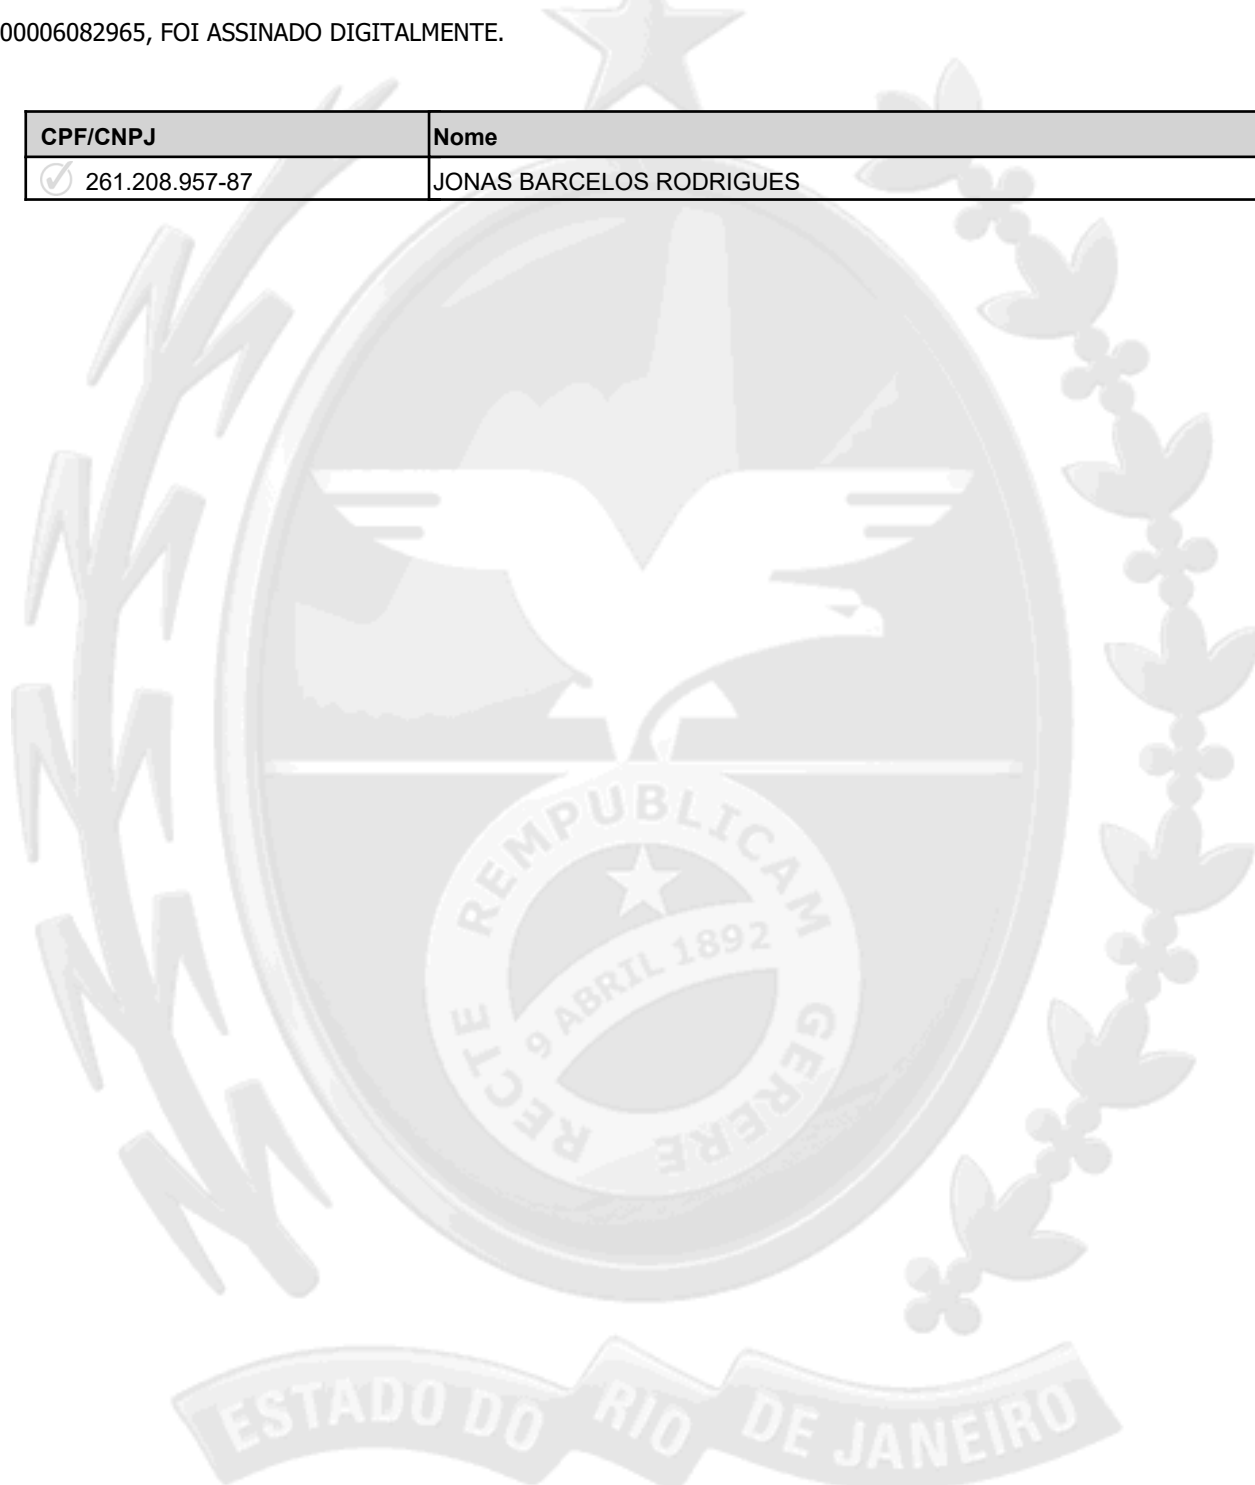 00006082965, FOI ASSINADO DIGITALMENTE.
CPF/CNPJ Nome
261.208.957-87 JONAS BARCELOS RODRIGUES
RECTE REMPUBLICAM GERERE
9 ABRIL 1892
ESTADO DO RIO DE JANEIRO